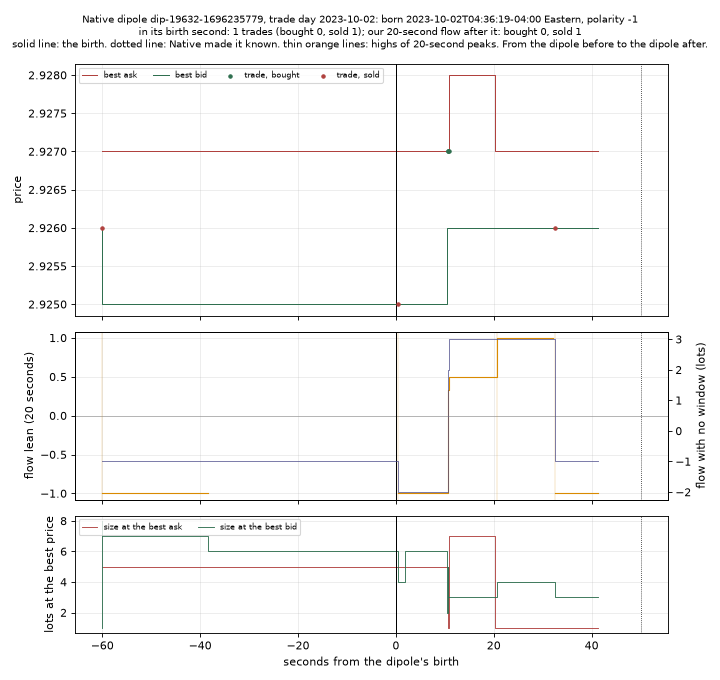 Native dipole dip-19632-1696235779, trade day 2023-10-02: born 2023-10-02T04:36:19-04:00 Eastern, polarity -1
in its birth second: 1 trades (bought 0, sold 1); our 20-second flow after it: bought 0, sold 1
solid line: the birth. dotted line: Native made it known. thin orange lines: highs of 20-second peaks. From the dipole before to the dipole after.
best ask
best bid
trade, bought
trade, sold
2.9280
2.9275
2.9270
2.9265
2.9260
2.9255
2.9250
price
1.0
0.5
0.0
−0.5
−1.0
flow lean (20 seconds)
3
2
1
0
−1
−2
flow with no window (lots)
size at the best ask
size at the best bid
8
6
4
2
lots at the best price
−60
−40
−20
0
20
40
seconds from the dipole's birth